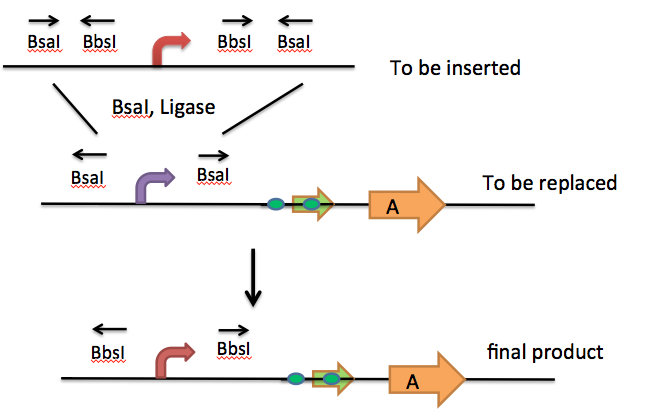 BsaI BbsI BbsI BsaI
To be inserted
BsaI, Ligase
BsaI BsaI
To be replaced
A
BbsI BbsI
final product
A